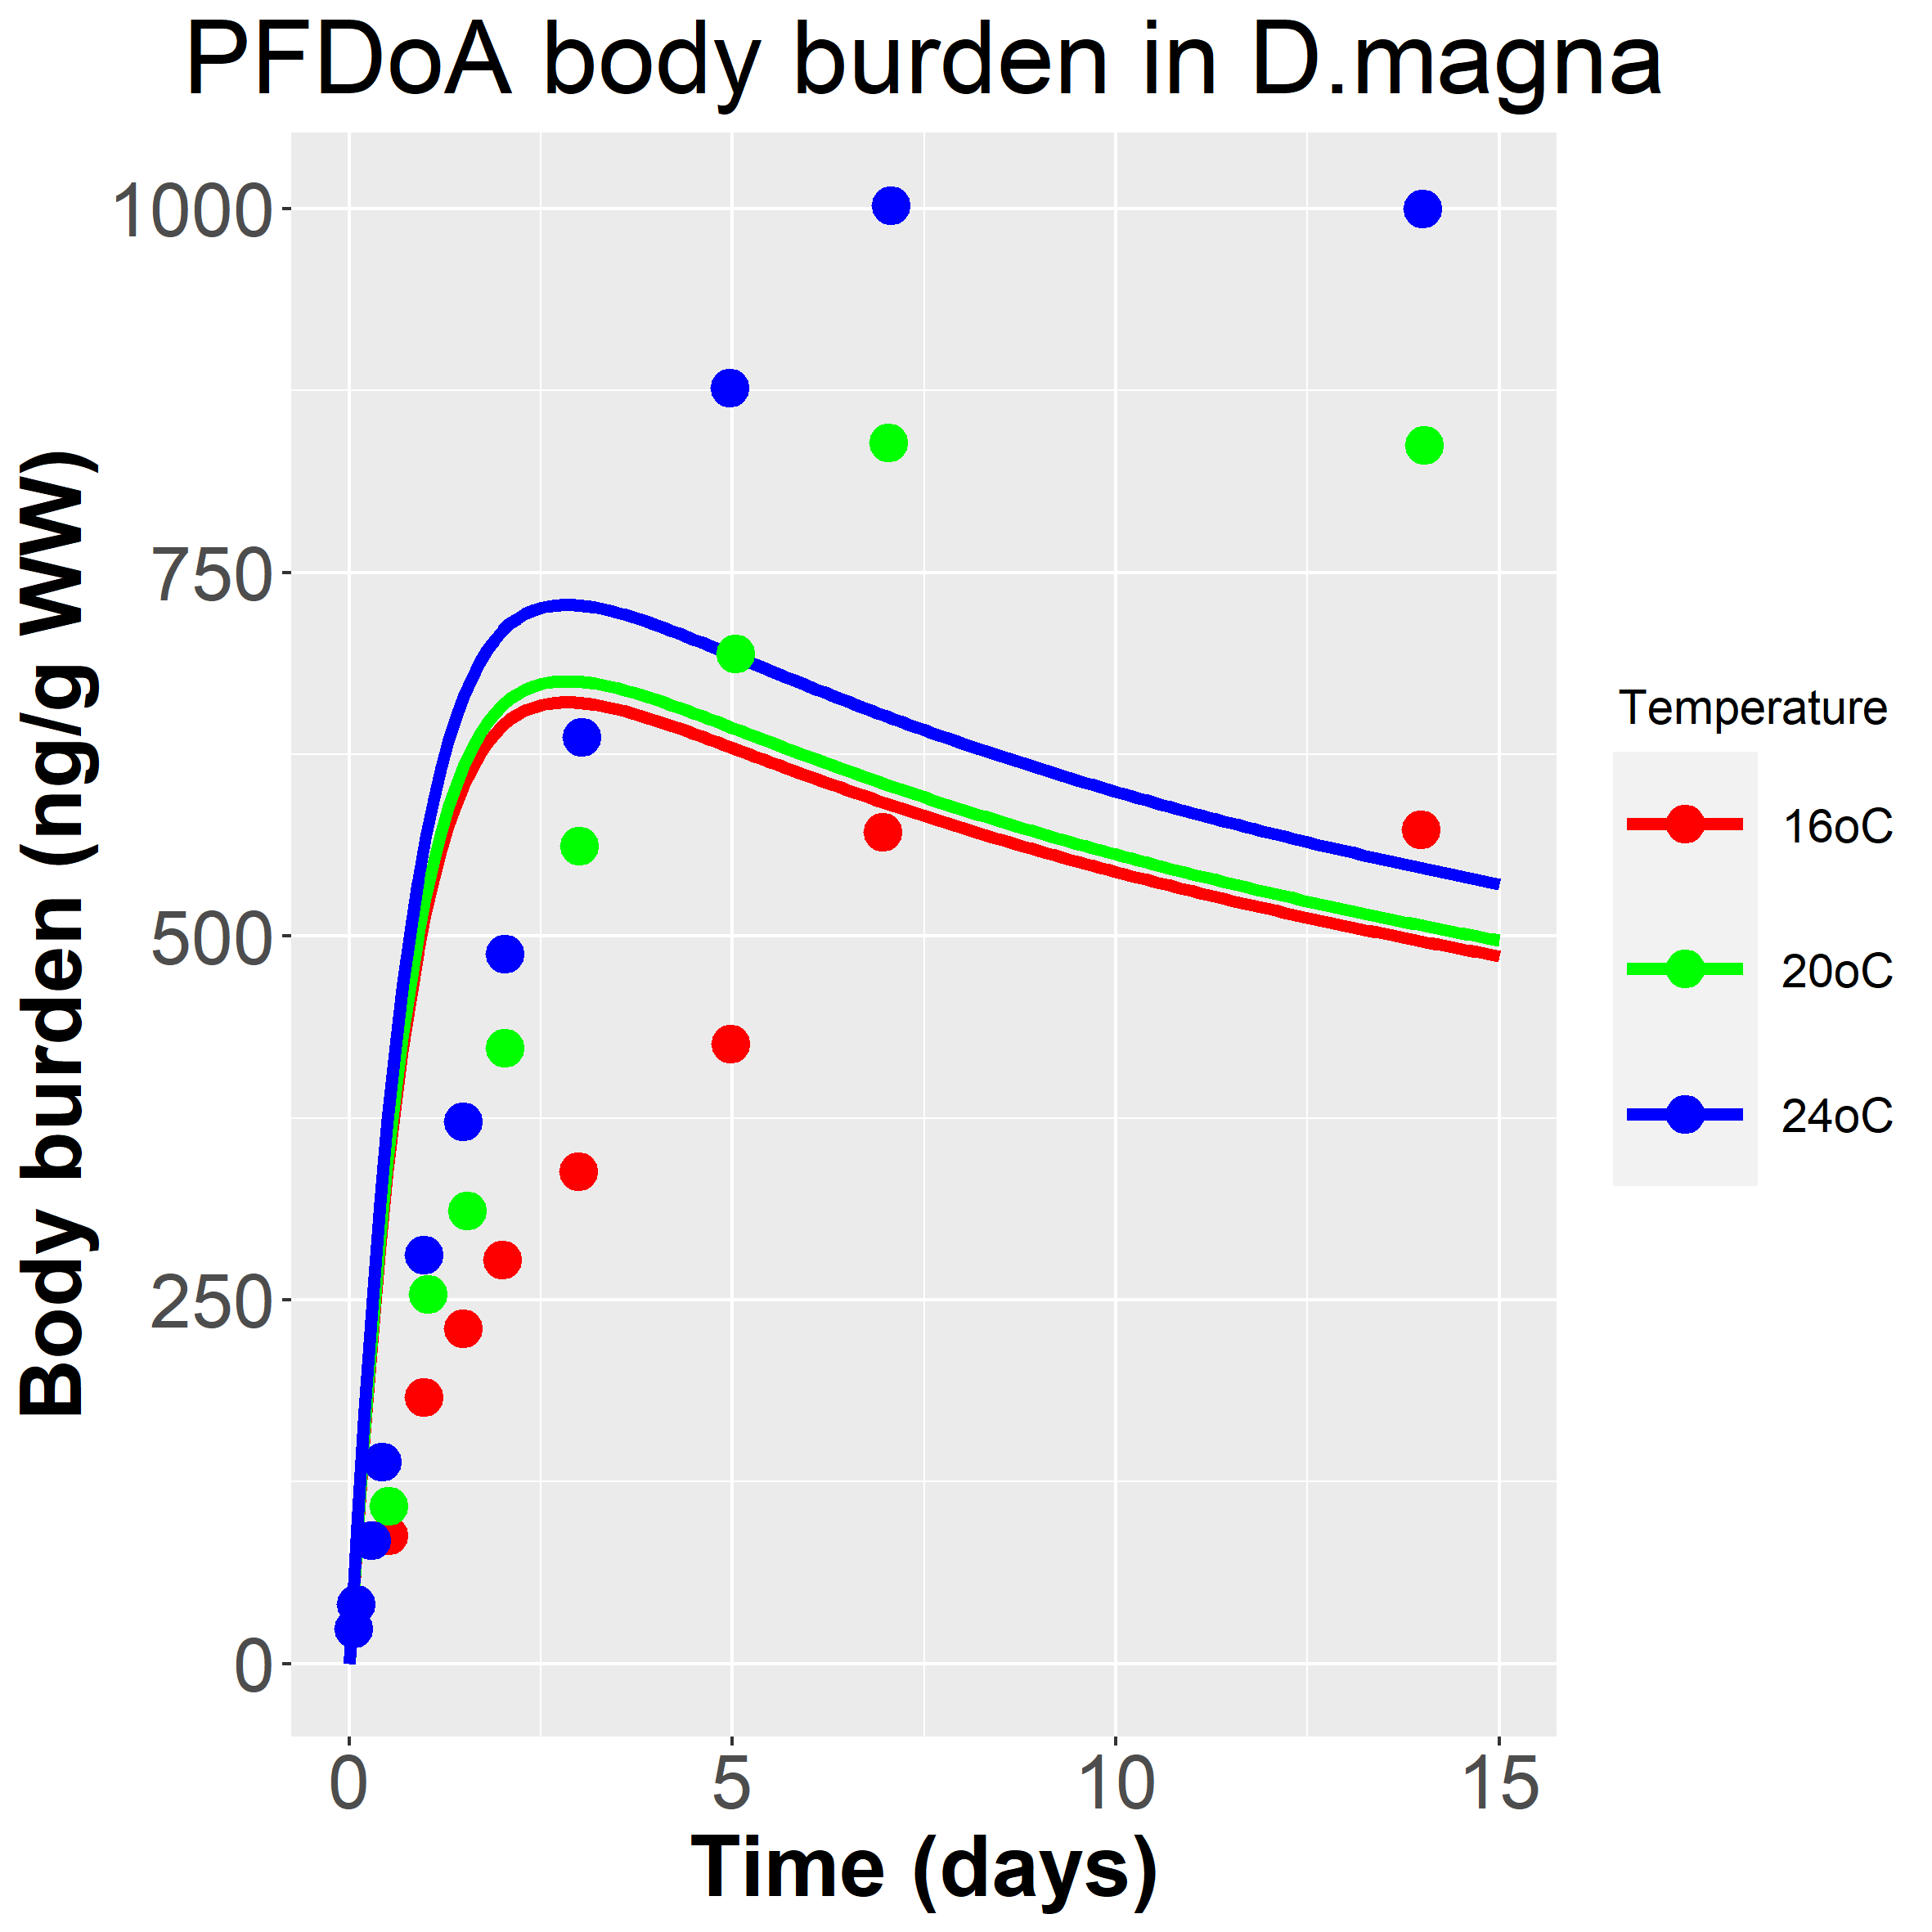 PFDoA body burden in D.magna
Body burden (ng/g WW)
1000
750
500
250
0
0 5 10 15
Time (days)
Temperature
16oC
20oC
24oC